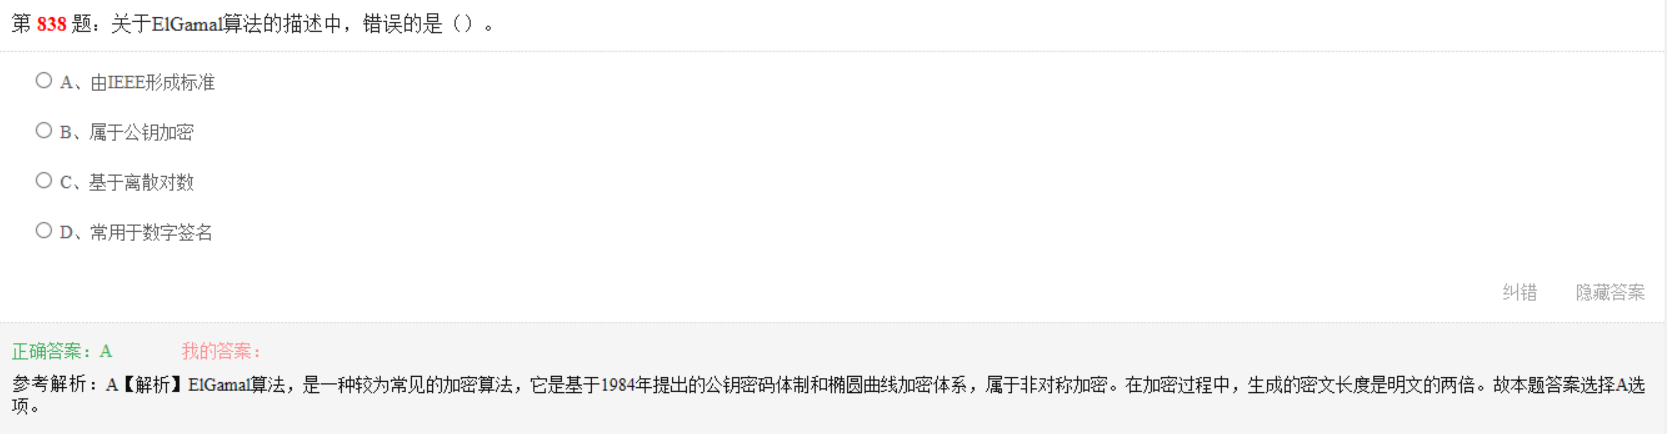 第 838 题：关于ElGamal算法的描述中，错误的是（）。
A、由IEEE形成标准
B、属于公钥加密
C、基于离散对数
D、常用于数字签名
纠错 隐藏答案
正确答案：A 我的答案：
参考解析：A【解析】ElGamal算法，是一种较为常见的加密算法，它是基于1984年提出的公钥密码体制和椭圆曲线加密体系，属于非对称加密。在加密过程中，生成的密文长度是明文的两倍。故本题答案选择A选
项。